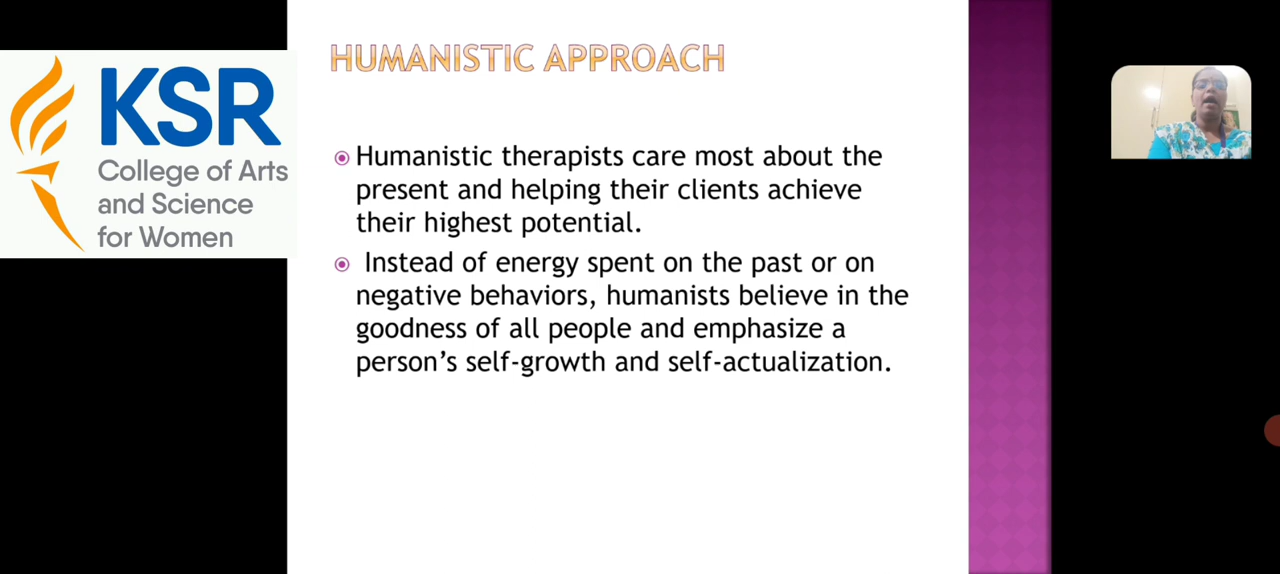 HUMANISTIC APPROACH
KSR
College of Arts
and Science
for Women
Humanistic therapists care most about the
present and helping their clients achieve
their highest potential.
Instead of energy spent on the past or on
negative behaviors, humanists believe in the
goodness of all people and emphasize a
person’s self-growth and self-actualization.